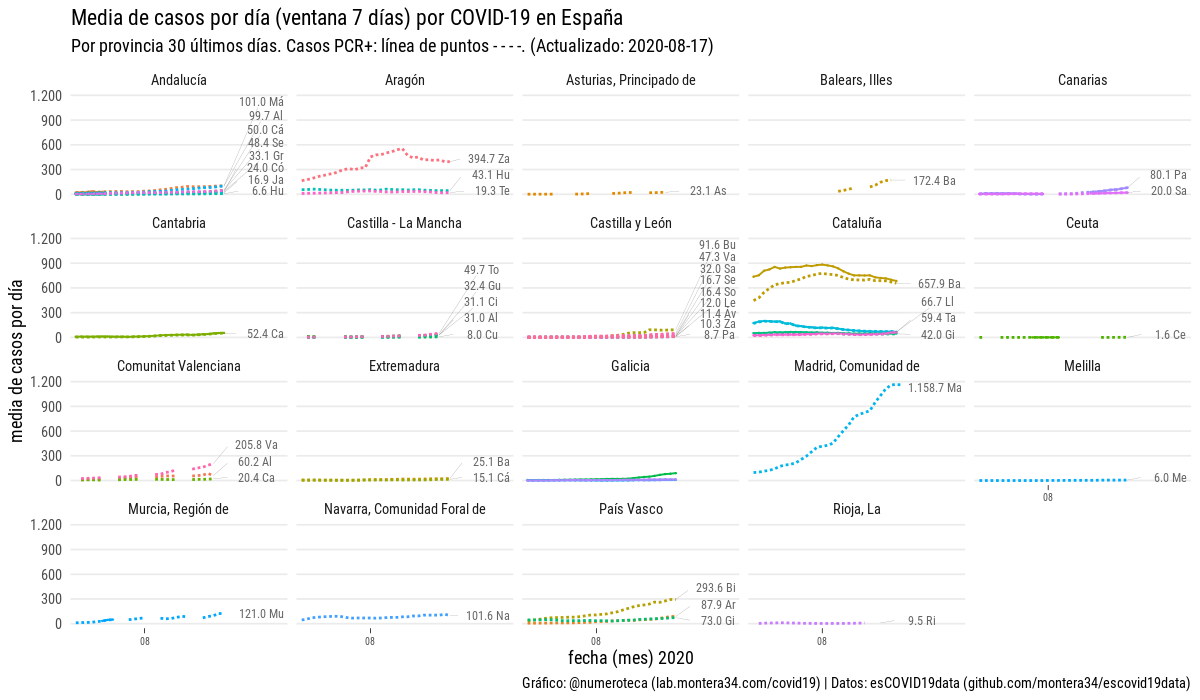 Media de casos por día (ventana 7 días) por COVID-19 en España
Por provincia 30 últimos días. Casos PCR+: línea de puntos - - - -. (Actualizado: 2020-08-17)
media de casos por día
Andalucía
1.200
900
600
300
0
101.0 Má
99.7 Al
50.0 Cá
48.4 Se
33.1 Gr
24.0 Có
16.9 Ja
6.6 Hu
Aragón
394.7 Za
43.1 Hu
19.3 Te
Asturias, Principado de
23.1 As
Balears, Illes
172.4 Ba
Canarias
80.1 Pa
20.0 Sa
Cantabria
1.200
900
600
300
0
52.4 Ca
Castilla - La Mancha
49.7 To
32.4 Gu
31.1 Ci
31.0 Al
8.0 Cu
Castilla y León
91.6 Bu
47.3 Va
32.0 Sa
16.7 Se
16.4 So
12.0 Le
11.4 Av
10.3 Za
8.7 Pa
Cataluña
657.9 Ba
66.7 Ll
59.4 Ta
42.0 Gi
Ceuta
1.6 Ce
Comunitat Valenciana
1.200
900
600
300
0
205.8 Va
60.2 Al
20.4 Ca
Extremadura
25.1 Ba
15.1 Cá
Galicia
Madrid, Comunidad de
1.158.7 Ma
Melilla
6.0 Me
08
Murcia, Región de
1.200
900
600
300
0
121.0 Mu
08
Navarra, Comunidad Foral de
101.6 Na
08
País Vasco
293.6 Bi
87.9 Ar
73.0 Gi
08
Rioja, La
9.5 Ri
08
fecha (mes) 2020
Gráfico: @numeroteca (lab.montera34.com/covid19) | Datos: esCOVID19data (github.com/montera34/escovid19data)